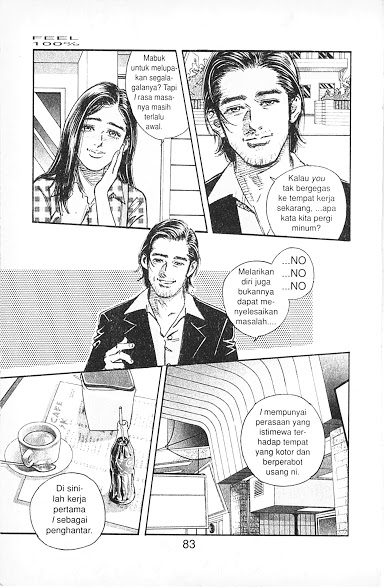 FEEL
100%
Mabuk
untuk melupa-
kan segala-
galanya? Tapi
I rasa masa-
nya masih
terlalu
awal.
Kalau you
tak bergegas
ke tempat kerja
sekarang. ...apa
kata kita pergi
minum?
...NO
...NO
...NO
Melarikan
diri juga
bukannya
dapat me-
nyelesaikan
masalah....
CAFE
Di sini-
lah kerja
pertama
I sebagai
penghantar.
I mempunyai
perasaan yang
istimewa ter-
hadap tempat
yang kotor dan
berperabot
usang ni.
83